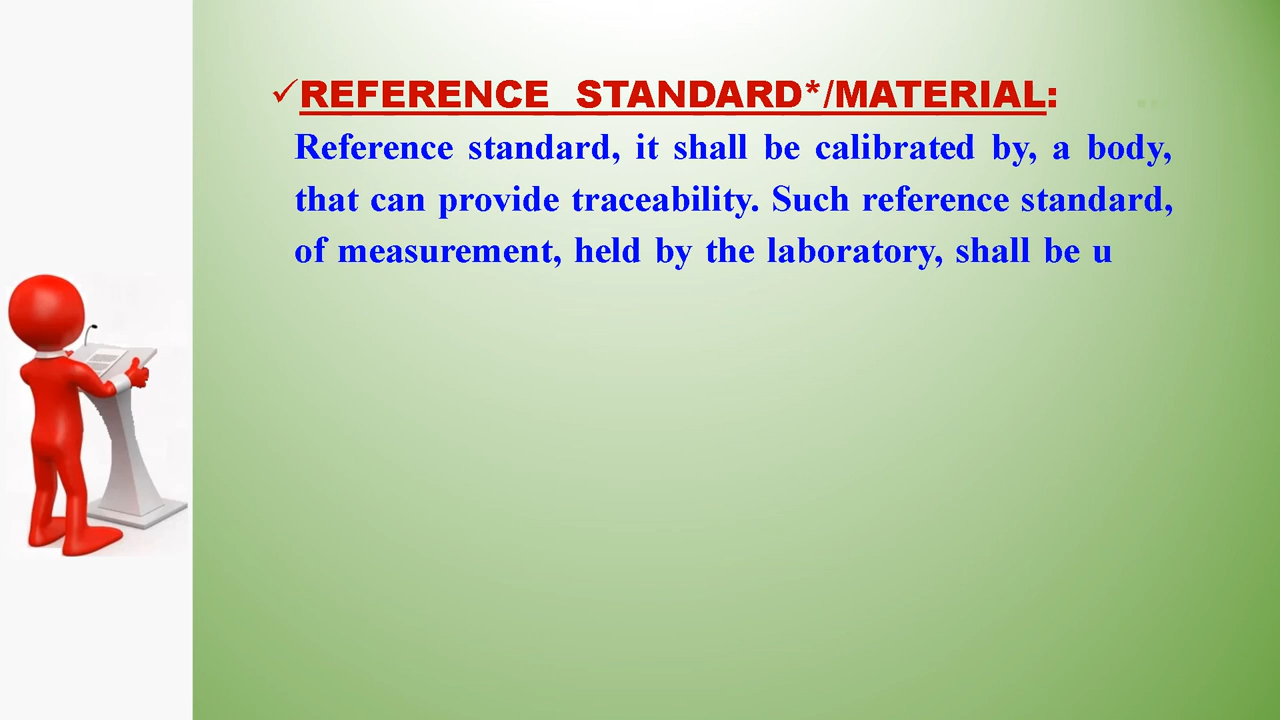 ✓REFERENCE STANDARD*/MATERIAL:
Reference standard, it shall be calibrated by, a body,
that can provide traceability. Such reference standard,
of measurement, held by the laboratory, shall be u